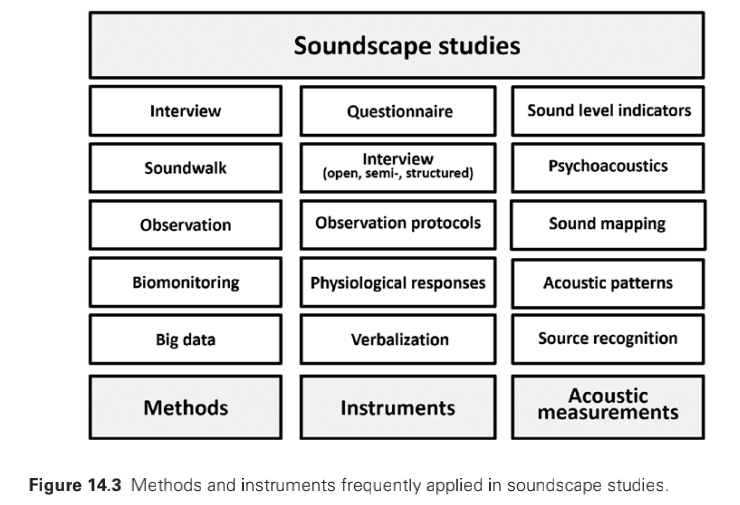 Soundscape studies
Interview
Questionnaire
Sound level indicators
Soundwalk
Interview
(open, semi-, structured)
Psychoacoustics
Observation
Observation protocols
Sound mapping
Biomonitoring
Physiological responses
Acoustic patterns
Big data
Verbalization
Source recognition
Methods
Instruments
Acoustic
measurements
Figure 14.3 Methods and instruments frequently applied in soundscape studies.